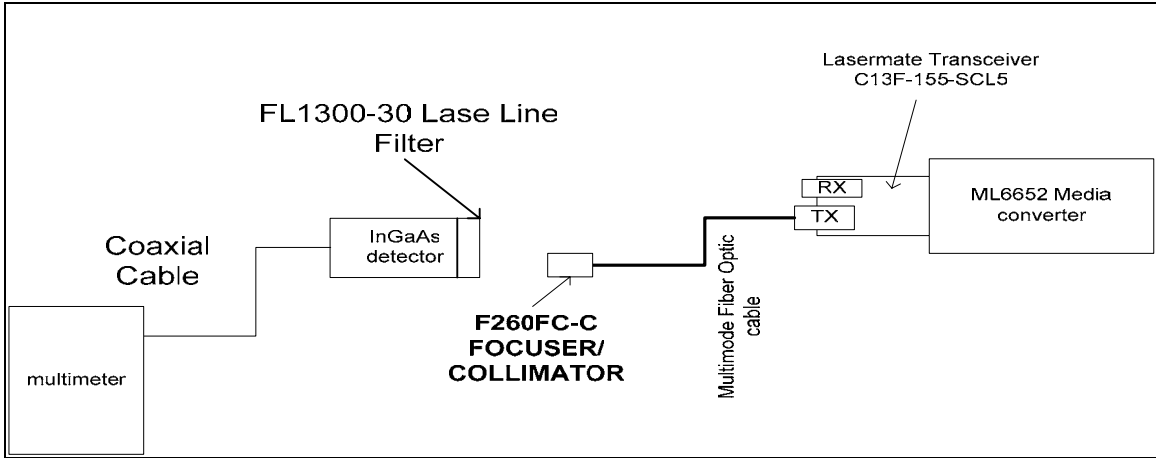 Lasermate Transceiver
C13F-155-SCL5
FL1300-30 Lase Line
Filter
RX
TX
ML6652 Media
converter
InGaAs
detector
Coaxial
Cable
F260FC-C
FOCUSER/
COLLIMATOR
Multimode Fiber Optic
cable
multimeter